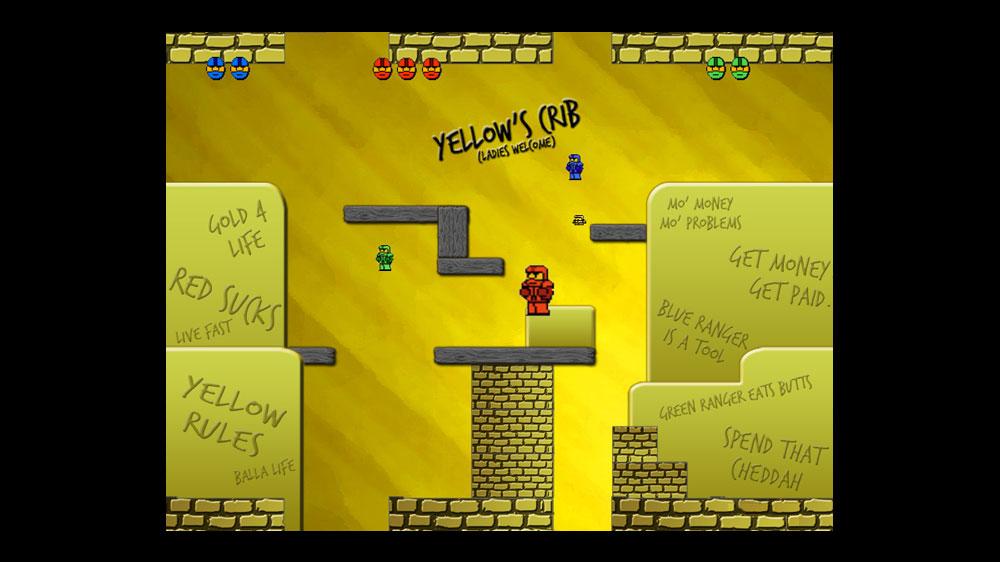 YELLOW'S CRIB
(LADIES WELCOME)
GOLD 4
LIFE
RED SUCKS
LIVE FAST
YELLOW
RULES
BALLA LIFE
MO' MONEY
MO' PROBLEMS
GET MONEY
GET PAID.
BLUE RANGER
IS A TOOL
GREEN RANGER EATS BUTTS
SPEND THAT
CHEDDAH